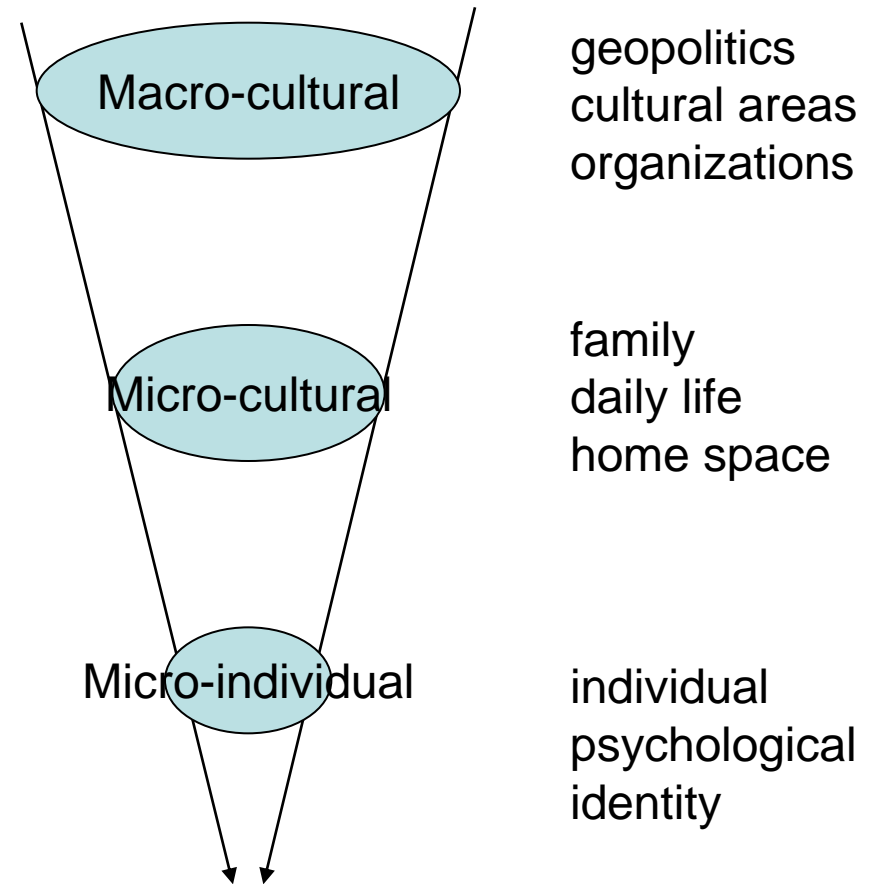 Macro-cultural
geopolitics
cultural areas
organizations
Micro-cultural
family
daily life
home space
Micro-individual
individual
psychological
identity